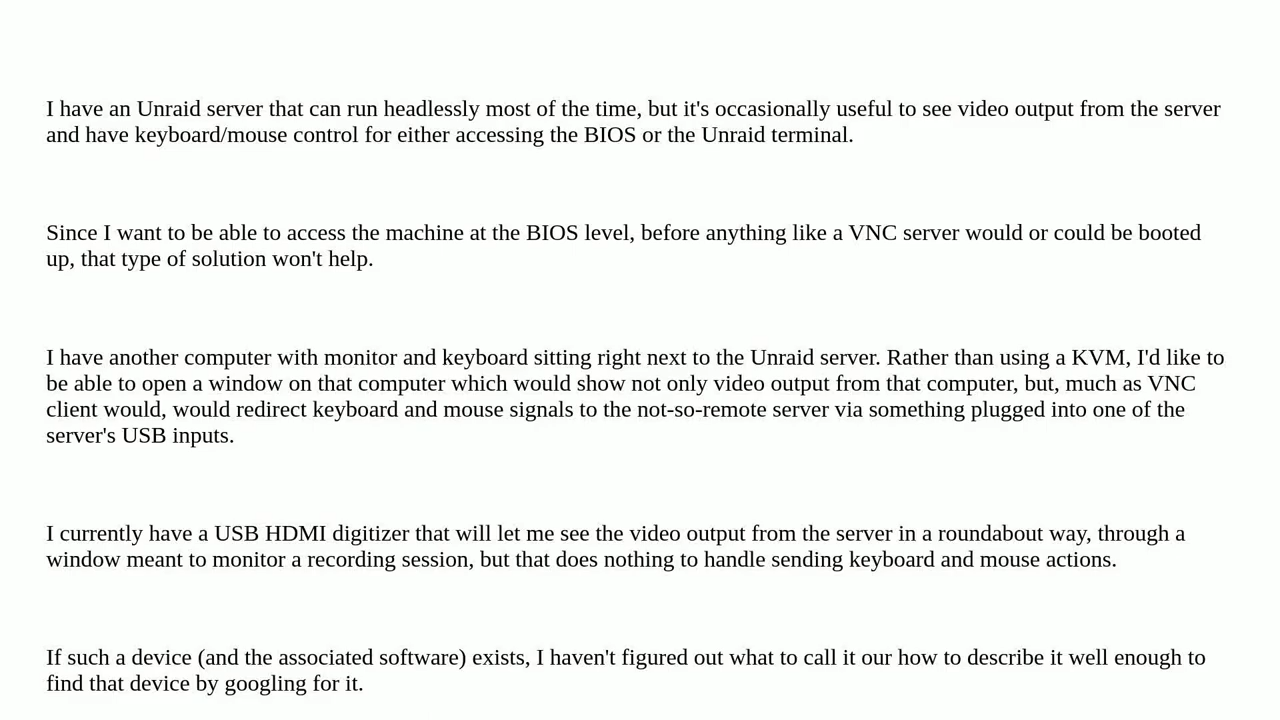 I have an Unraid server that can run headlessly most of the time, but it's occasionally useful to see video output from the server
and have keyboard/mouse control for either accessing the BIOS or the Unraid terminal.
Since I want to be able to access the machine at the BIOS level, before anything like a VNC server would or could be booted
up, that type of solution won't help.
I have another computer with monitor and keyboard sitting right next to the Unraid server. Rather than using a KVM, I'd like to
be able to open a window on that computer which would show not only video output from that computer, but, much as VNC
client would, would redirect keyboard and mouse signals to the not-so-remote server via something plugged into one of the
server's USB inputs.
I currently have a USB HDMI digitizer that will let me see the video output from the server in a roundabout way, through a
window meant to monitor a recording session, but that does nothing to handle sending keyboard and mouse actions.
If such a device (and the associated software) exists, I haven't figured out what to call it our how to describe it well enough to
find that device by googling for it.